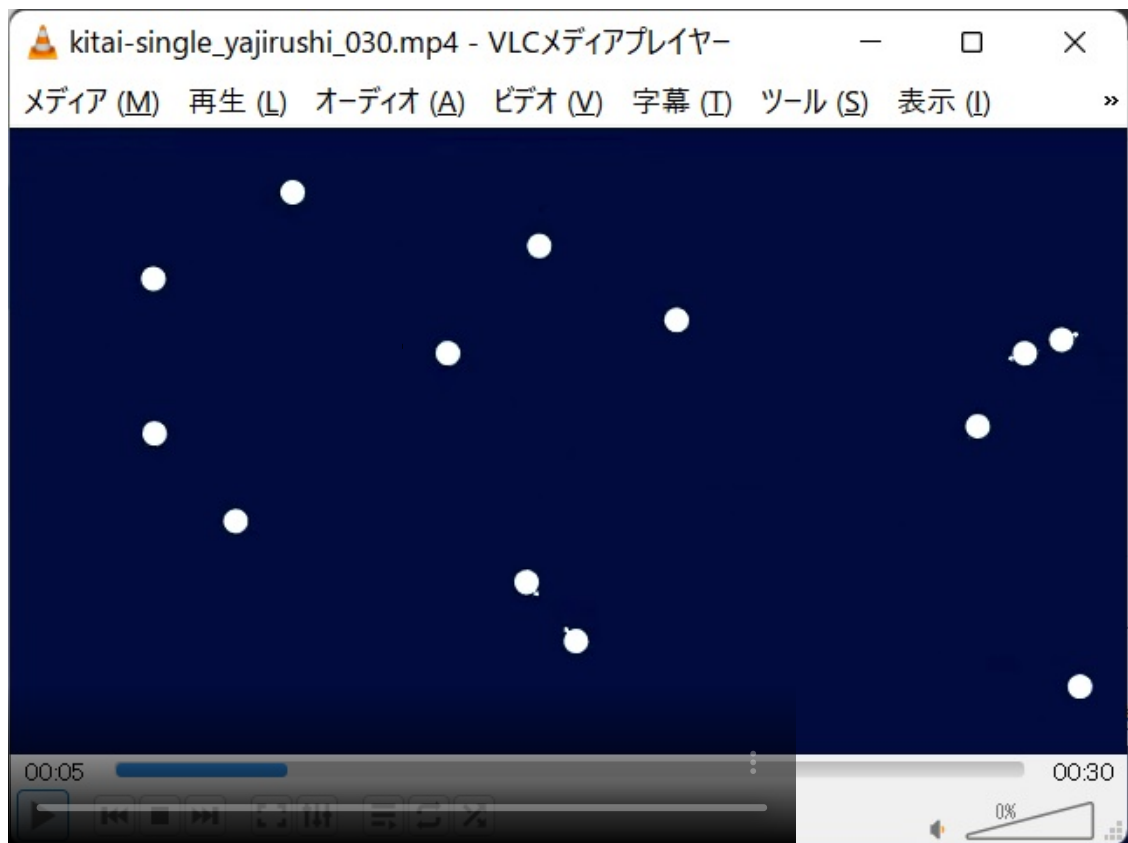 kitai-single_yajirushi_030.mp4 - VLCメディアプレイヤー
メディア (M) 再生 (L) オーディオ (A) ビデオ (V) 字幕 (T) ツール (S) 表示 (I) »
00:05 00:30
0%